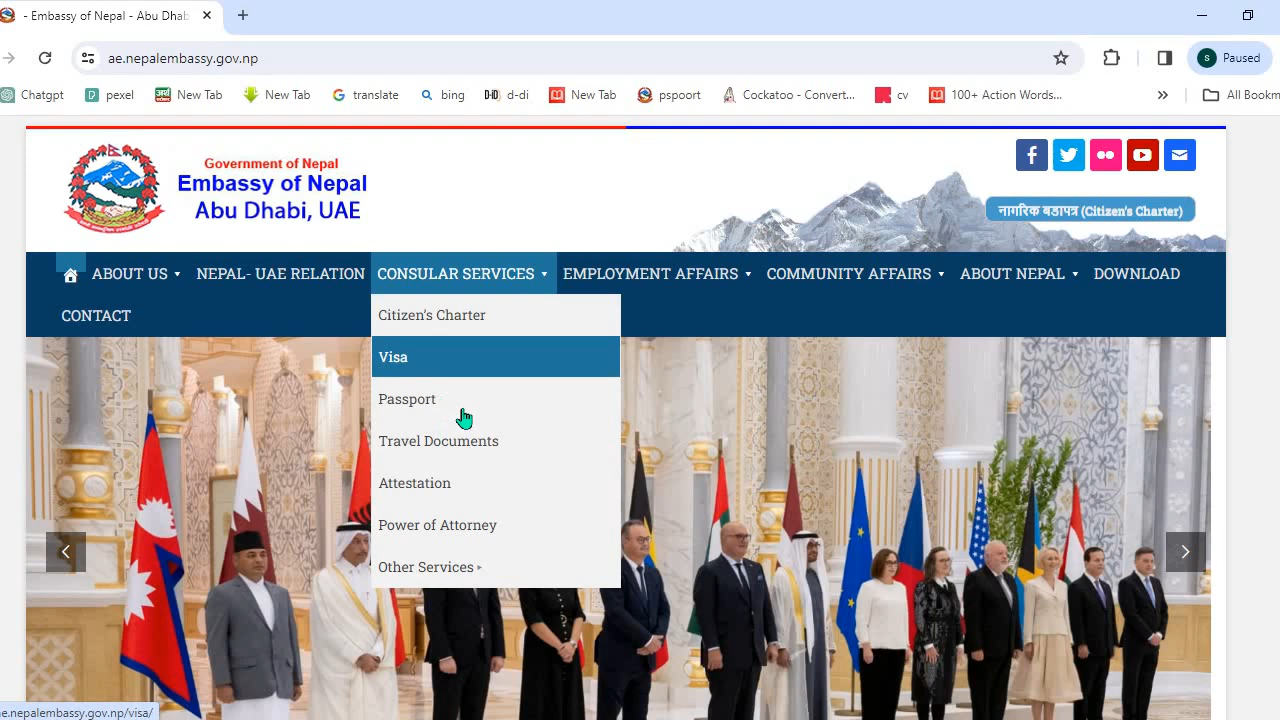 - Embassy of Nepal - Abu Dhab
ae.nepalembassy.gov.np
S Paused
Chatgpt pexel New Tab New Tab translate bing d-di New Tab pspoort Cockatoo - Convert... cv 100+ Action Words... All Bookm
Government of Nepal
Embassy of Nepal
Abu Dhabi, UAE
नागरिक बडापत्र (Citizen's Charter)
ABOUT US NEPAL- UAE RELATION CONSULAR SERVICES EMPLOYMENT AFFAIRS COMMUNITY AFFAIRS ABOUT NEPAL DOWNLOAD
CONTACT
Citizen's Charter
Visa
Passport
Travel Documents
Attestation
Power of Attorney
Other Services
ae.nepalembassy.gov.np/visa/